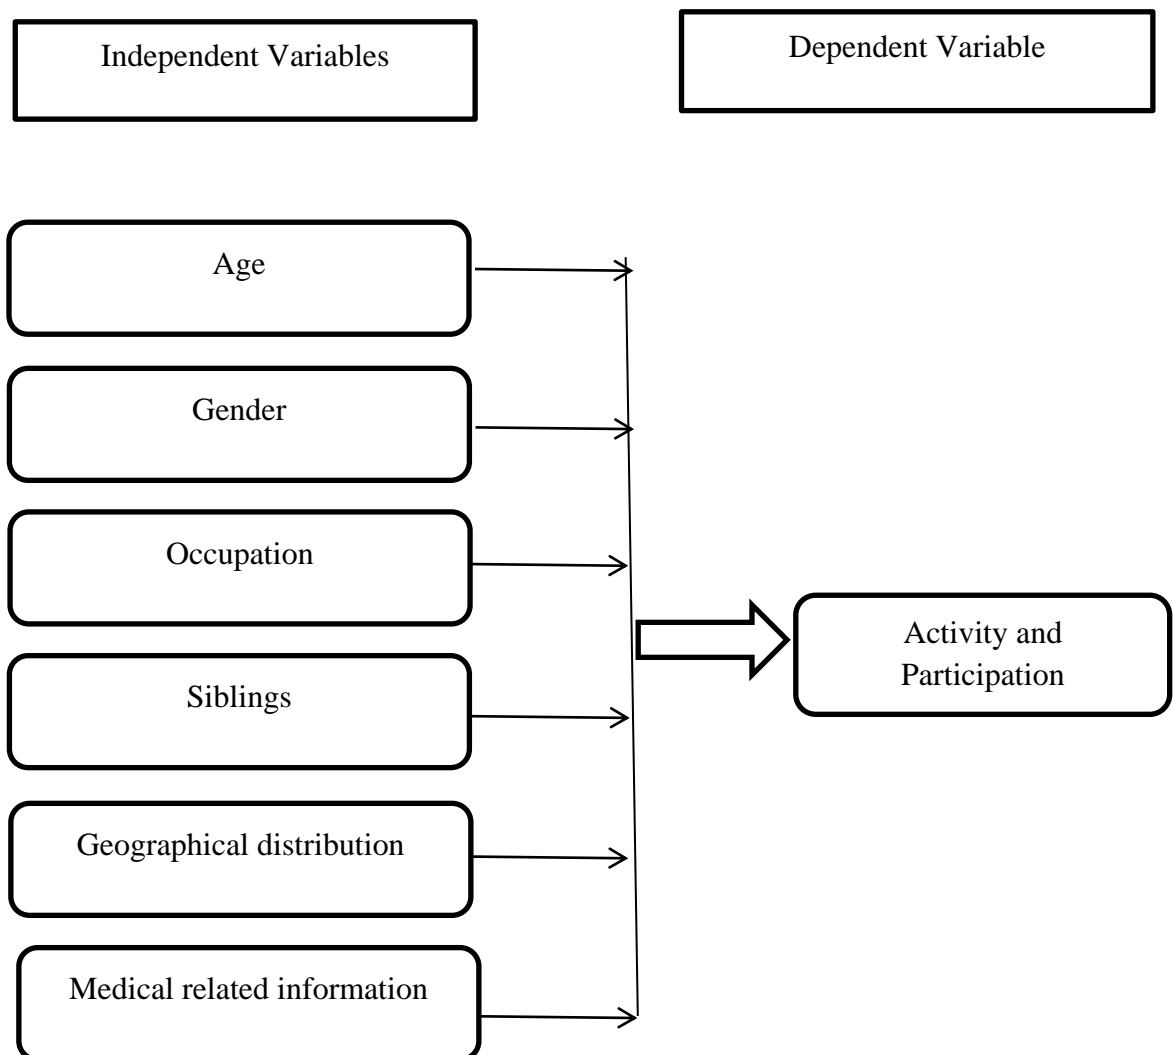 Independent Variables
Dependent Variable
Age
Gender
Occupation
Siblings
Geographical distribution
Medical related information
Activity and
Participation